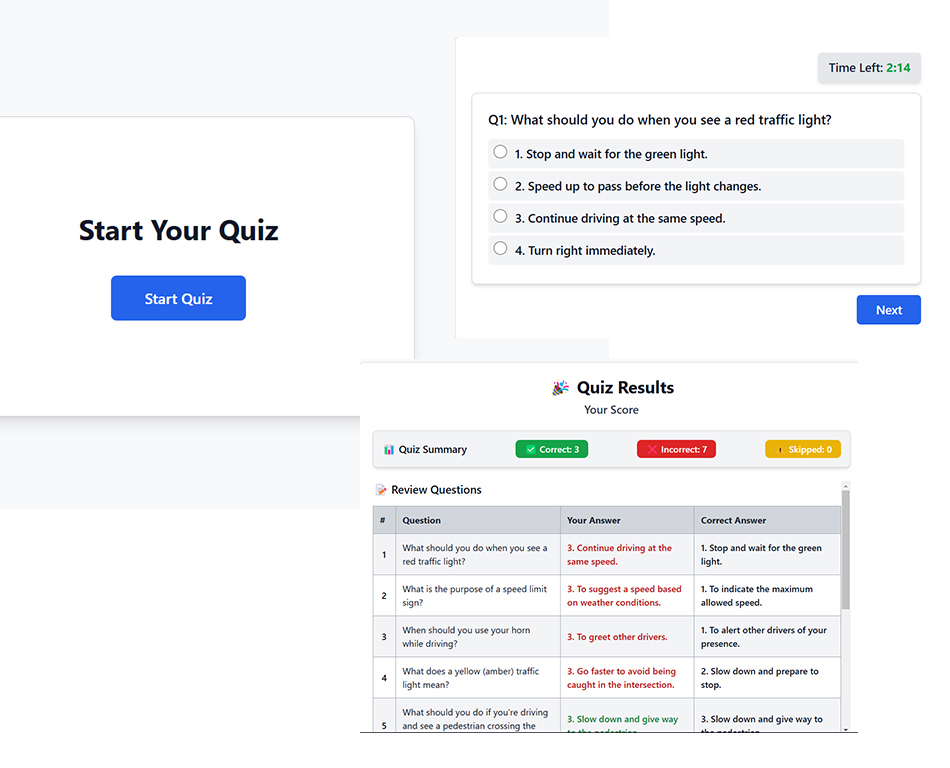 Start Your Quiz
Start Quiz
Time Left: 2:14
Q1: What should you do when you see a red traffic light?
1. Stop and wait for the green light.
2. Speed up to pass before the light changes.
3. Continue driving at the same speed.
4. Turn right immediately.
Next
Quiz Results
Your Score
Quiz Summary
Correct: 3
Incorrect: 7
Skipped: 0
Review Questions
# Question Your Answer Correct Answer
1
What should you do when you see a
red traffic light?
3. Continue driving at the
same speed.
1. Stop and wait for the green
light.
2
What is the purpose of a speed limit
sign?
3. To suggest a speed based
on weather conditions.
1. To indicate the maximum
allowed speed.
3
When should you use your horn
while driving?
3. To greet other drivers.
1. To alert other drivers of your
presence.
4
What does a yellow (amber) traffic
light mean?
3. Go faster to avoid being
caught in the intersection.
2. Slow down and prepare to
stop.
5
What should you do if you're driving
and see a pedestrian crossing the
3. Slow down and give way
to the pedestrian.
3. Slow down and give way to
the pedestrian.